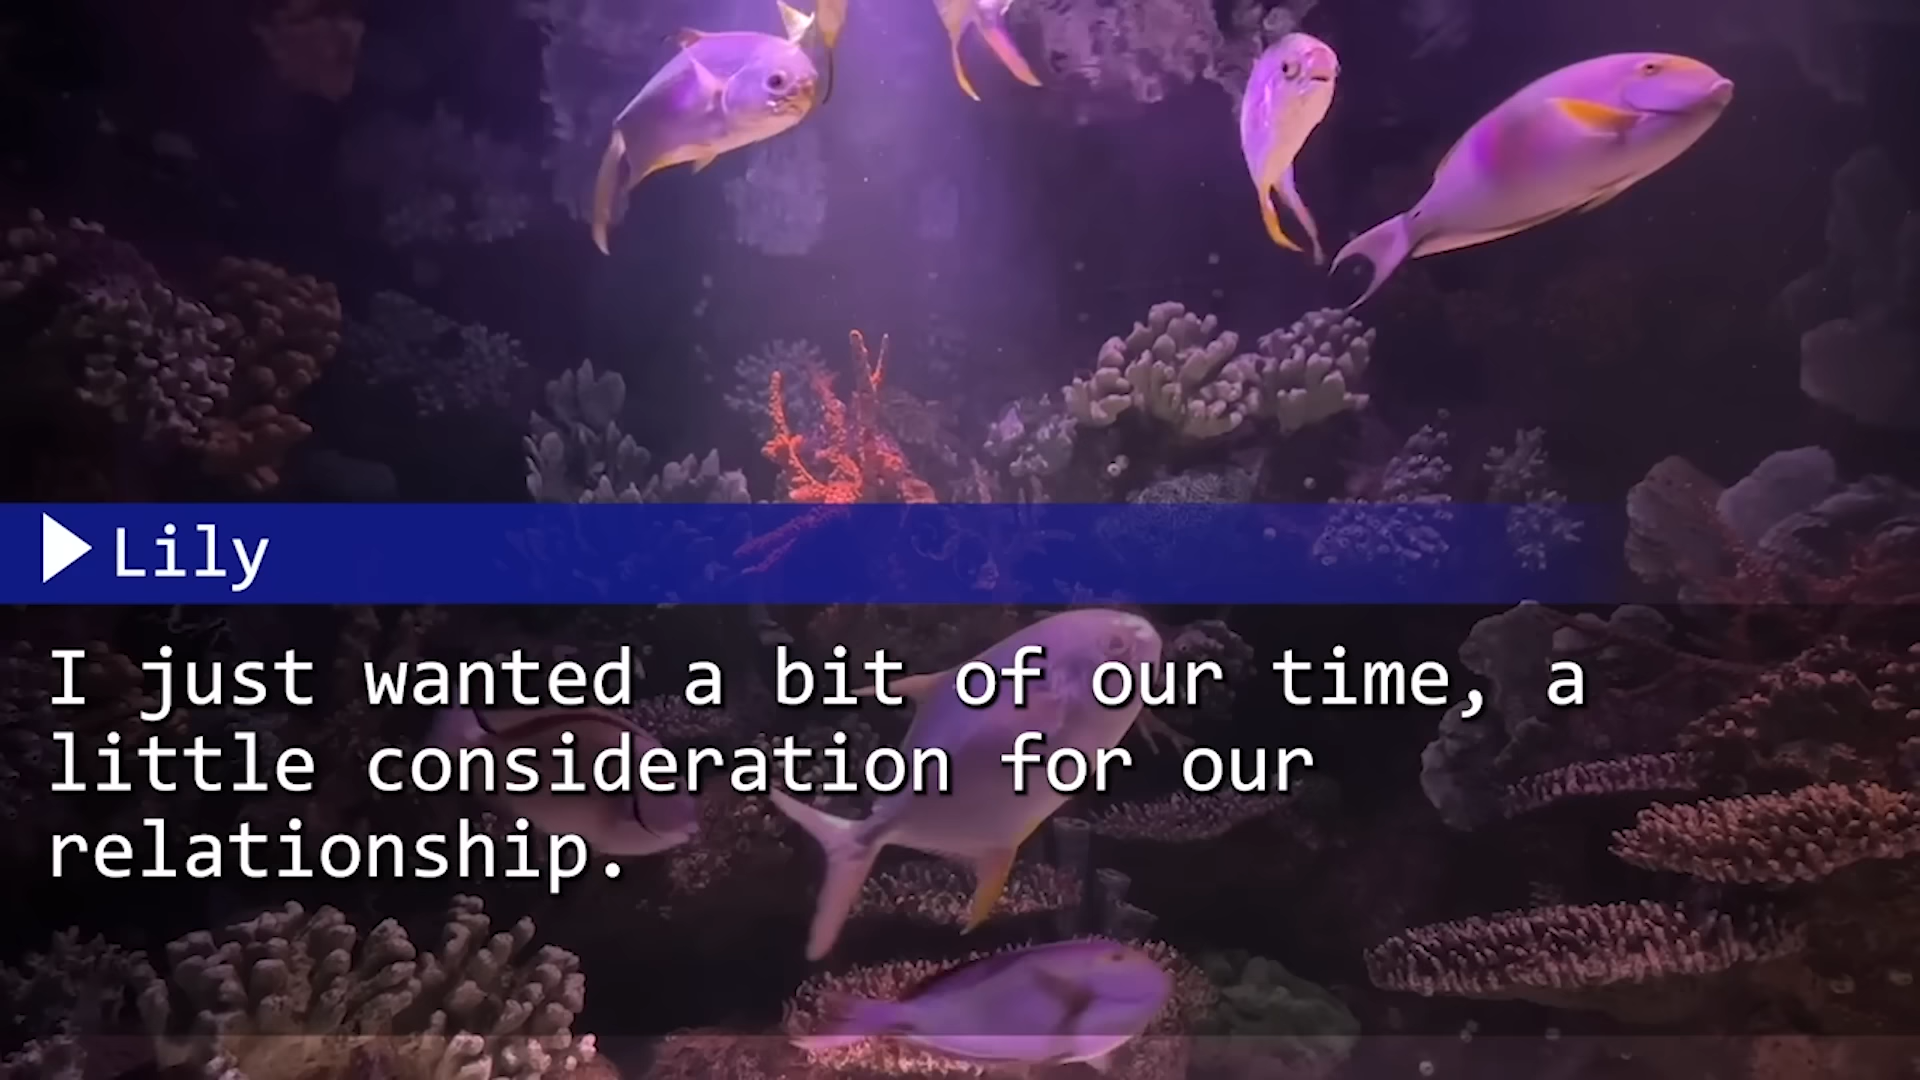 Lily
I just wanted a bit of our time, a
little consideration for our
relationship.